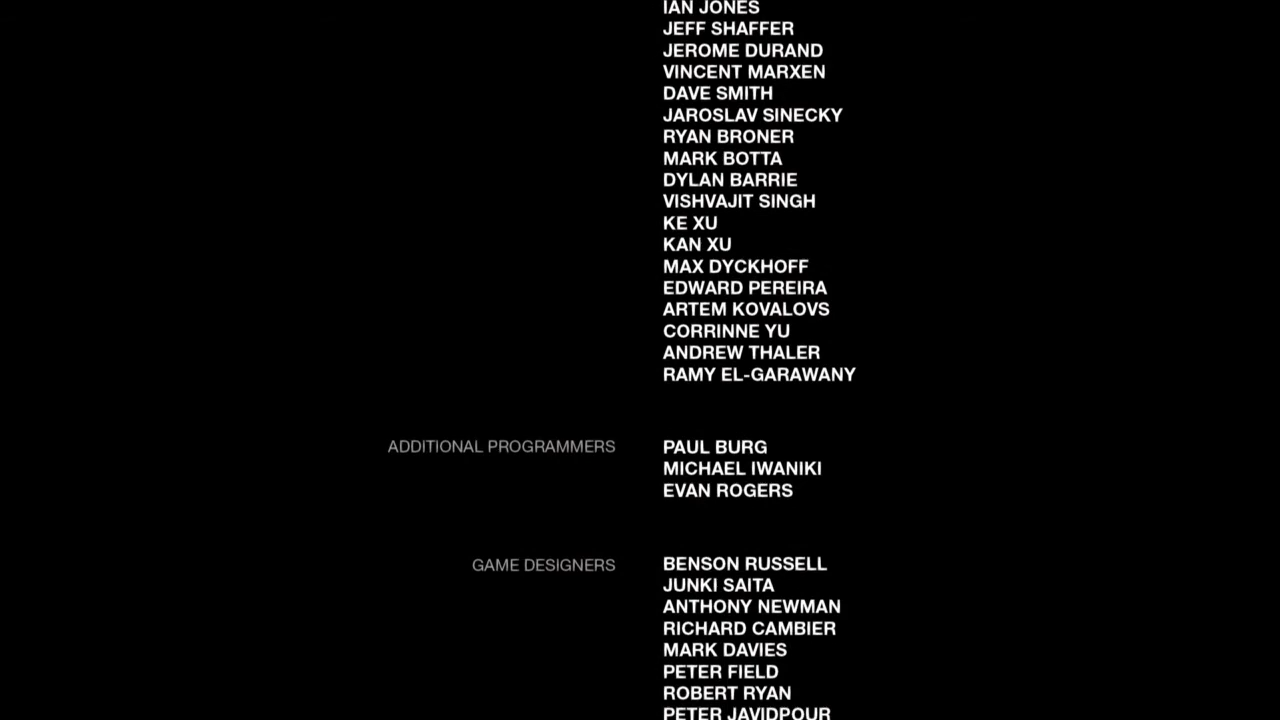 IAN JONES
JEFF SHAFFER
JEROME DURAND
VINCENT MARXEN
DAVE SMITH
JAROSLAV SINECKY
RYAN BRONER
MARK BOTTA
DYLAN BARRIE
VISHVAJIT SINGH
KE XU
KAN XU
MAX DYCKHOFF
EDWARD PEREIRA
ARTEM KOVALOVS
CORRINNE YU
ANDREW THALER
RAMY EL-GARAWANY
ADDITIONAL PROGRAMMERS PAUL BURG
MICHAEL IWANIKI
EVAN ROGERS
GAME DESIGNERS BENSON RUSSELL
JUNKI SAITA
ANTHONY NEWMAN
RICHARD CAMBIER
MARK DAVIES
PETER FIELD
ROBERT RYAN
PETER JAVIDPOUR